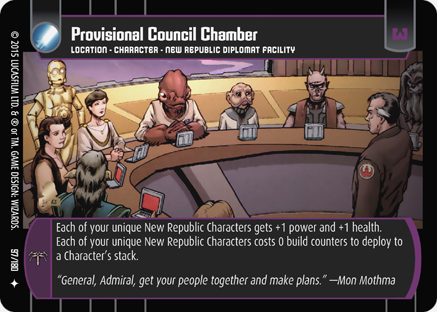 Provisional Council Chamber
LOCATION • CHARACTER • NEW REPUBLIC DIPLOMAT FACILITY
Each of your unique New Republic Characters gets +1 power and +1 health.
Each of your unique New Republic Characters costs 0 build counters to deploy to
a Character's stack.
“General, Admiral, get your people together and make plans.” —Mon Mothma
© 2015 LUCASFILM LTD. & ® or TM. GAME DESIGN: WIZARDS.